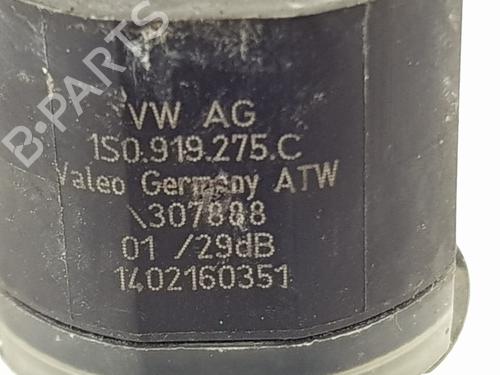 VW AG
1S0.919.275.C
Valeo Germany ATW
\307888
01 /29dB
1402160351
B-PARTS